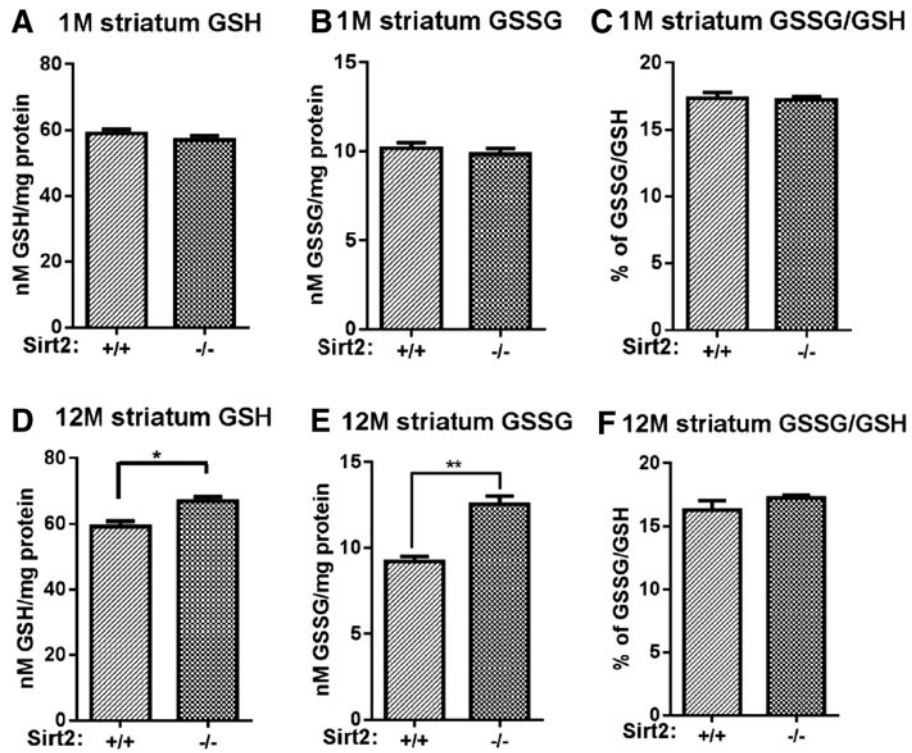 A 1M striatum GSH
80
60
40
20
0
nM GSH/mg protein
Sirt2: +/+ -/-
B 1M striatum GSSG
15
10
5
0
nM GSSG/mg protein
Sirt2: +/+ -/-
C 1M striatum GSSG/GSH
20
15
10
5
0
% of GSSG/GSH
Sirt2: +/+ -/-
D 12M striatum GSH
80
60
40
20
0
nM GSH/mg protein
*
Sirt2: +/+ -/-
E 12M striatum GSSG
15
10
5
0
nM GSSG/mg protein
**
Sirt2: +/+ -/-
F 12M striatum GSSG/GSH
20
15
10
5
0
% of GSSG/GSH
Sirt2: +/+ -/-